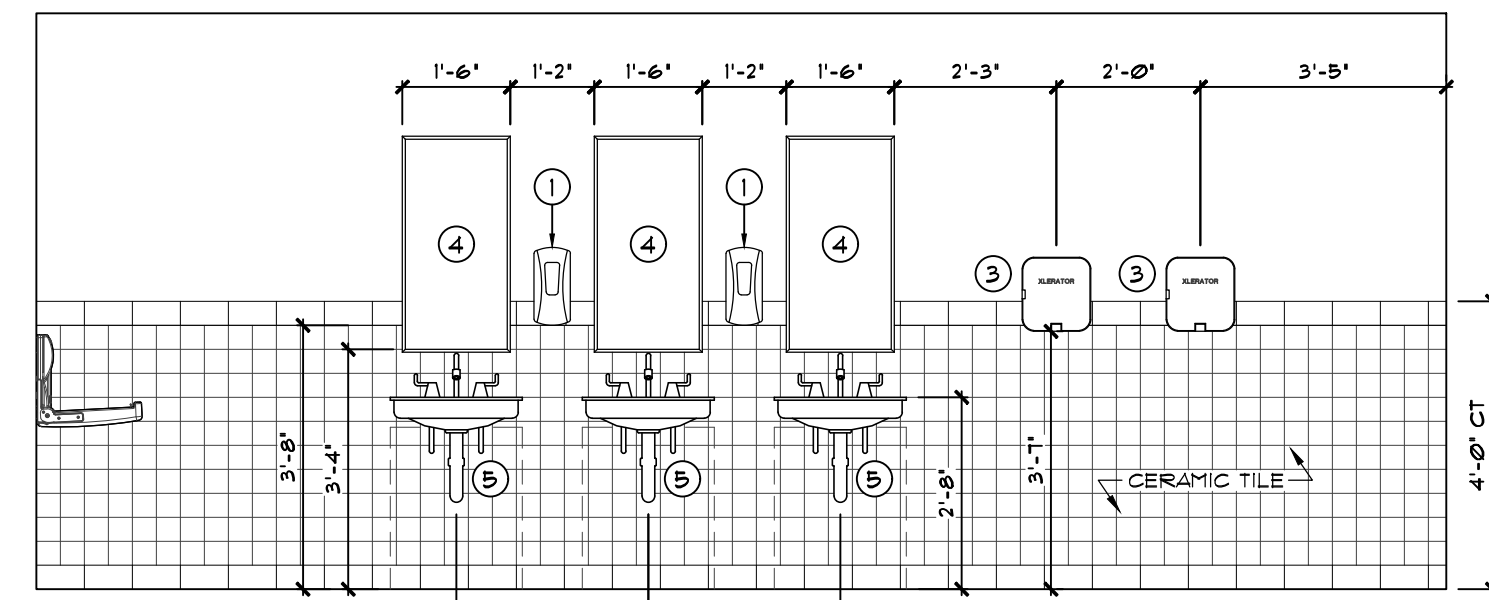 1'-6" 1'-2" 1'-6" 1'-2" 1'-6" 2'-3" 2'-0" 3'-5"
1 1
4 4 4
3 XLERATOR 3 XLERATOR
3'-8" 3'-4" 2'-8" 3'-7" 4'-0" CT
5 5 5
CERAMIC TILE